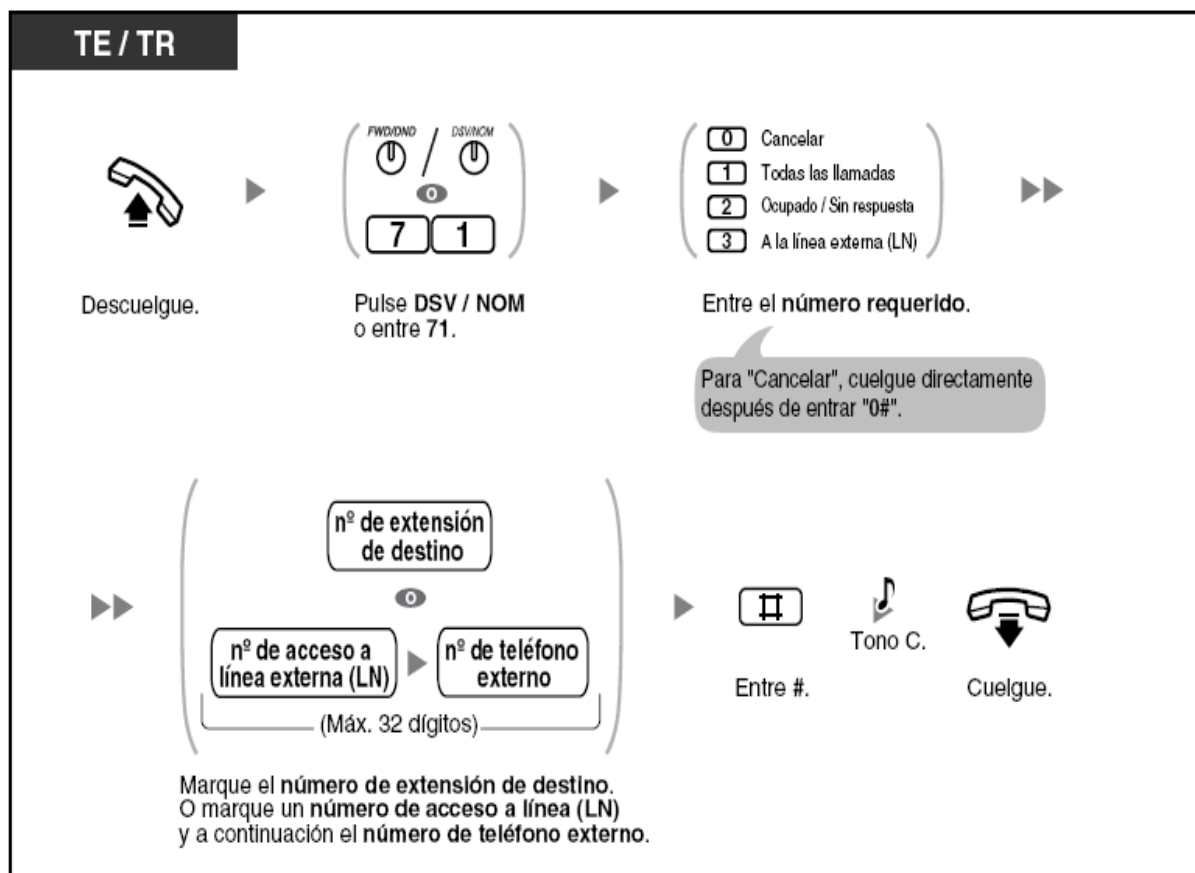 TE / TR
FWD/DND / DSV/NOM
O
7 1
0 Cancelar
1 Todas las llamadas
2 Ocupado / Sin respuesta
3 A la línea externa (LN)
Descuelgue.
Pulse DSV / NOM
o entre 71.
Entre el número requerido.
Para "Cancelar", cuelgue directamente
después de entrar "0#".
nº de extensión
de destino
O
nº de acceso a
línea externa (LN)
nº de teléfono
externo
(Máx. 32 dígitos)
Marque el número de extensión de destino.
O marque un número de acceso a línea (LN)
y a continuación el número de teléfono externo.
#
Entre #.
Tono C.
Cuelgue.